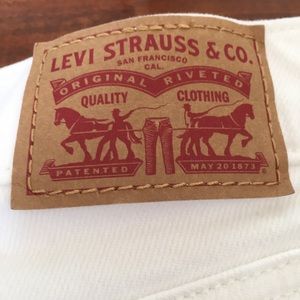 LEVI STRAUSS & CO.
SAN FRANCISCO
CAL.
ORIGINAL RIVETED
QUALITY CLOTHING
PATENTED MAY 20 1873